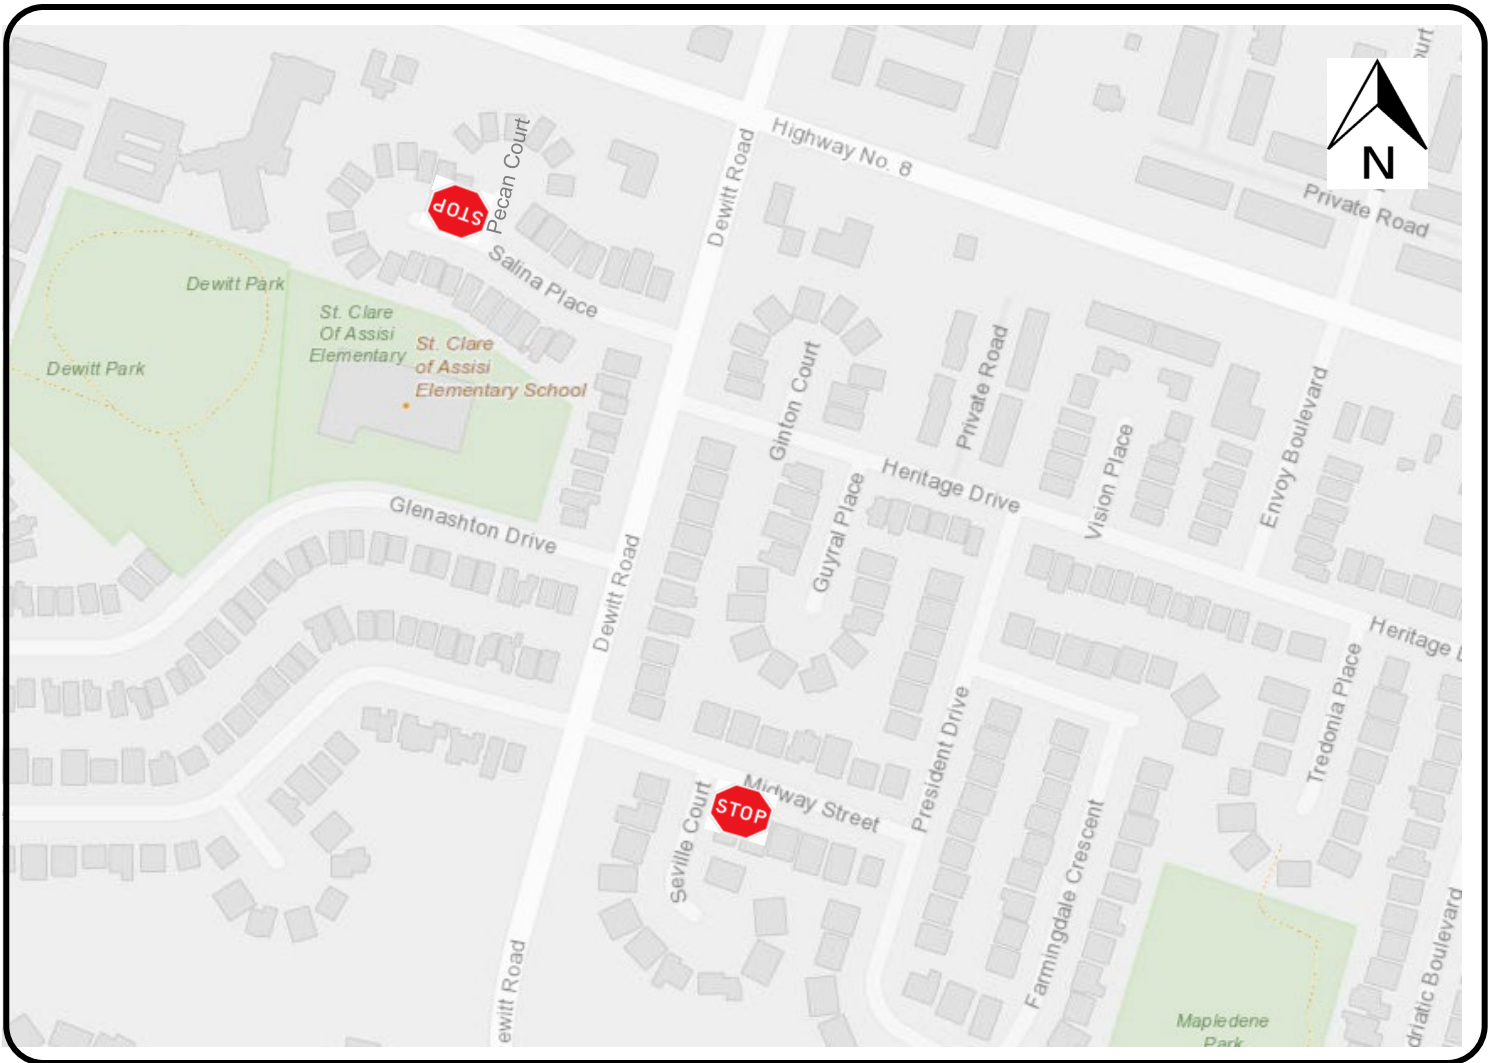 ourt
N
Pecan Court
Dewitt Road
Highway No. 8
Private Road
STOP
Salina Place
Dewitt Park
St. Clare
Of Assisi
Elementary
St. Clare
of Assisi
Elementary School
Dewitt Park
Ginton Court
Private Road
Envoy Boulevard
Vision Place
Heritage Drive
Guyral Place
Glenashton Drive
Dewitt Road
Heritage D
Tredonia Place
President Drive
Midway Street
STOP
Seville Court
Farmingdale Crescent
ewitt Road
driatic Boulevard
Mapledene
Park